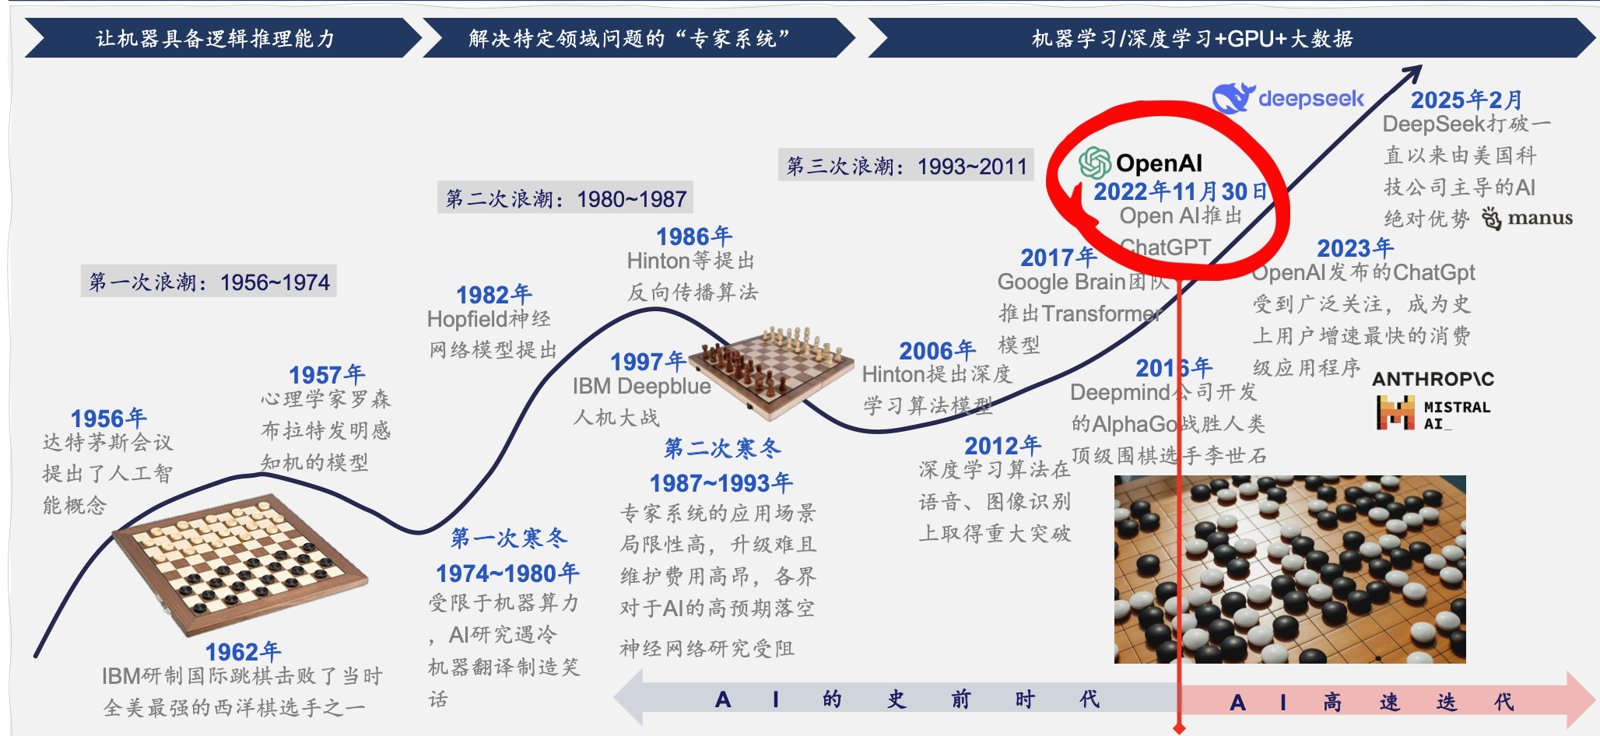 让机器具备逻辑推理能力
解决特定领域问题的“专家系统”
机器学习/深度学习+GPU+大数据
第一次浪潮：1956~1974
1956年
达特茅斯会议
提出了人工智
能概念
1957年
心理学家罗森
布拉特发明感
知机的模型
1962年
IBM研制国际跳棋击败了当时
全美最强的西洋棋选手之一
第一次寒冬
1974~1980年
受限于机器算力
，AI研究遇冷
机器翻译制造笑
话
第二次浪潮：1980~1987
1982年
Hopfield神经
网络模型提出
1986年
Hinton等提出
反向传播算法
1997年
IBM Deepblue
人机大战
第二次寒冬
1987~1993年
专家系统的应用场景
局限性高，升级难且
维护费用高昂，各界
对于AI的高预期落空
神经网络研究受阻
第三次浪潮：1993~2011
2006年
Hinton提出深度
学习算法模型
2012年
深度学习算法在
语音、图像识别
上取得重大突破
2017年
Google Brain团队
推出Transformer
模型
2016年
Deepmind公司开发
的AlphaGo战胜人类
顶级围棋选手李世石
OpenAI
2022年11月30日
Open AI推出
ChatGPT
deepseek
2025年2月
DeepSeek打破一
直以来由美国科
技公司主导的AI
绝对优势
manus
2023年
OpenAI发布的ChatGpt
受到广泛关注，成为史
上用户增速最快的消费
级应用程序
ANTHROP\C
MISTRAL
AI_
AI的史前时代
AI高速迭代